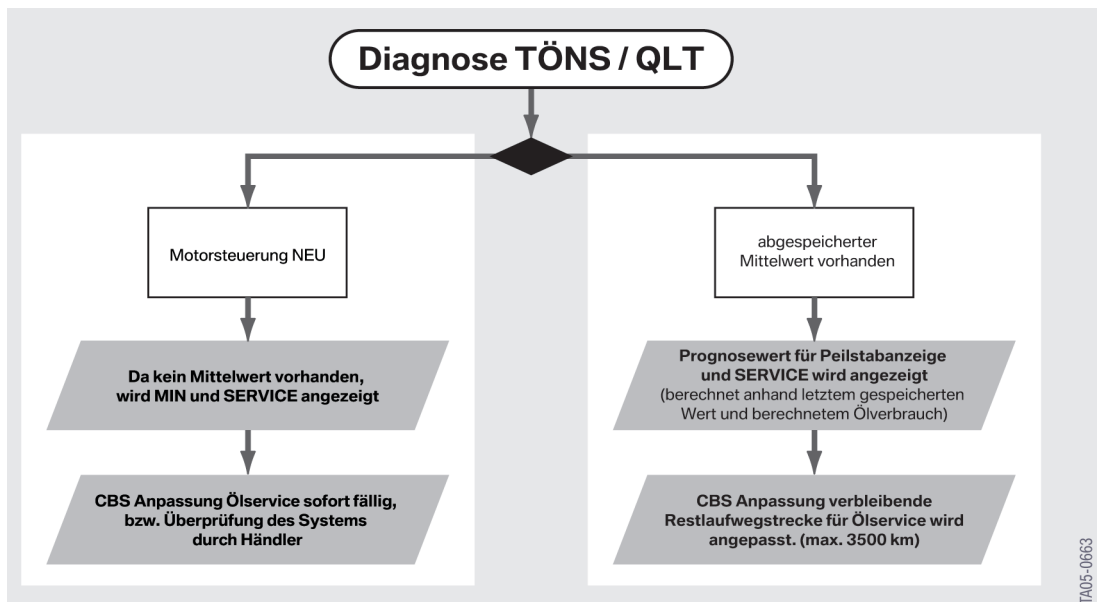 Diagnose TÖNS / QLT
Motorsteuerung NEU
Da kein Mittelwert vorhanden,
wird MIN und SERVICE angezeigt
CBS Anpassung Ölservice sofort fällig,
bzw. Überprüfung des Systems
durch Händler
abgespeicherter
Mittelwert vorhanden
Prognosewert für Peilstabanzeige
und SERVICE wird angezeigt
(berechnet anhand letztem gespeicherten
Wert und berechnetem Ölverbrauch)
CBS Anpassung verbleibende
Restlaufwegstrecke für Ölservice wird
angepasst. (max. 3500 km)
TA05-0663